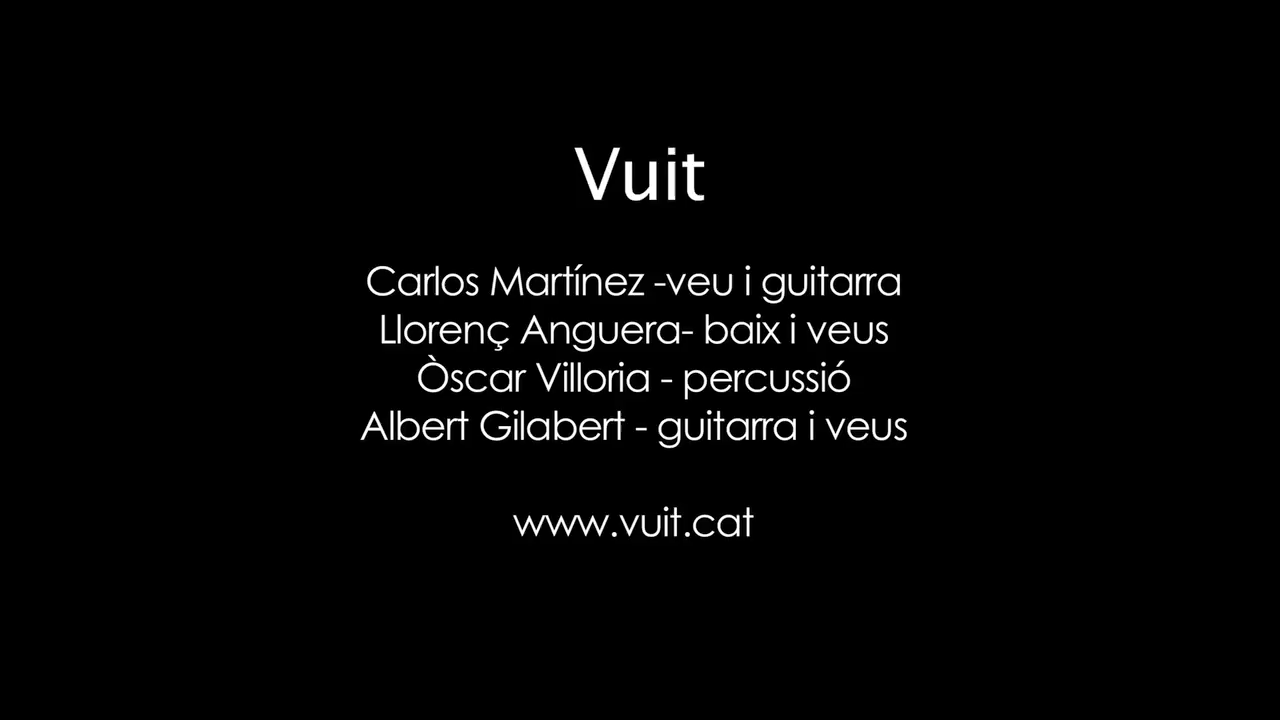 Vuit
Carlos Martínez -veu i guitarra
Llorenç Anguera- baix i veus
Òscar Villoria - percussió
Albert Gilabert - guitarra i veus
www.vuit.cat